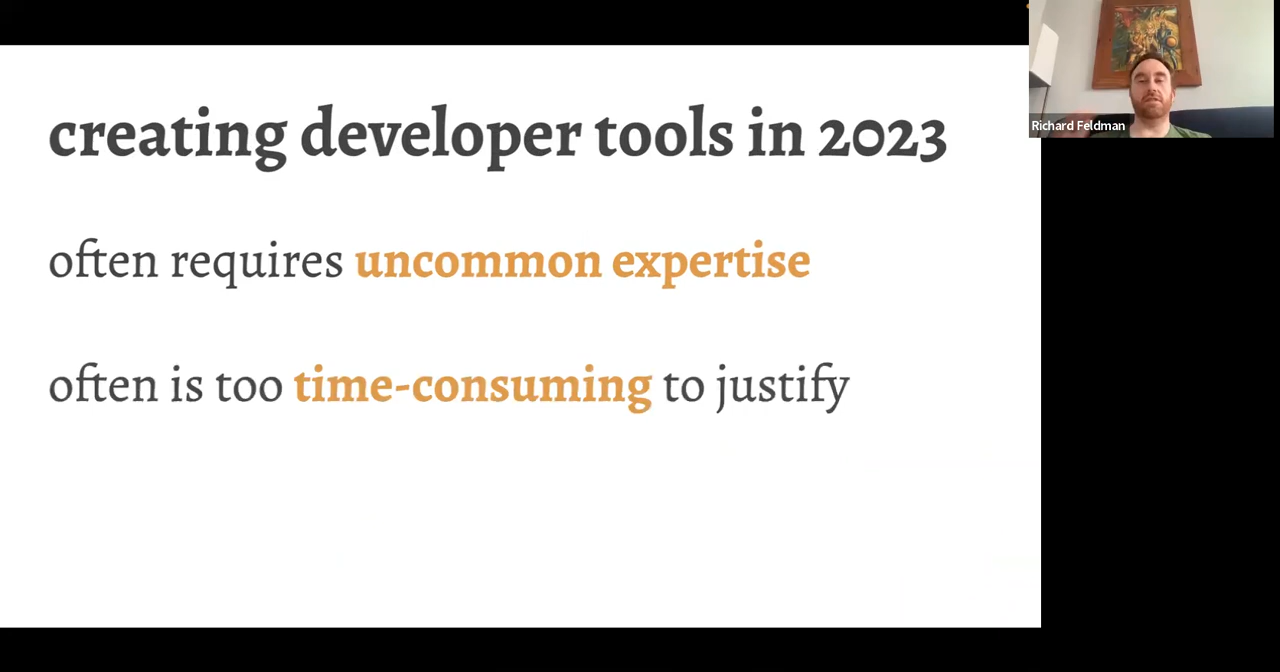 creating developer tools in 2023
often requires uncommon expertise
often is too time-consuming to justify
Richard Feldman